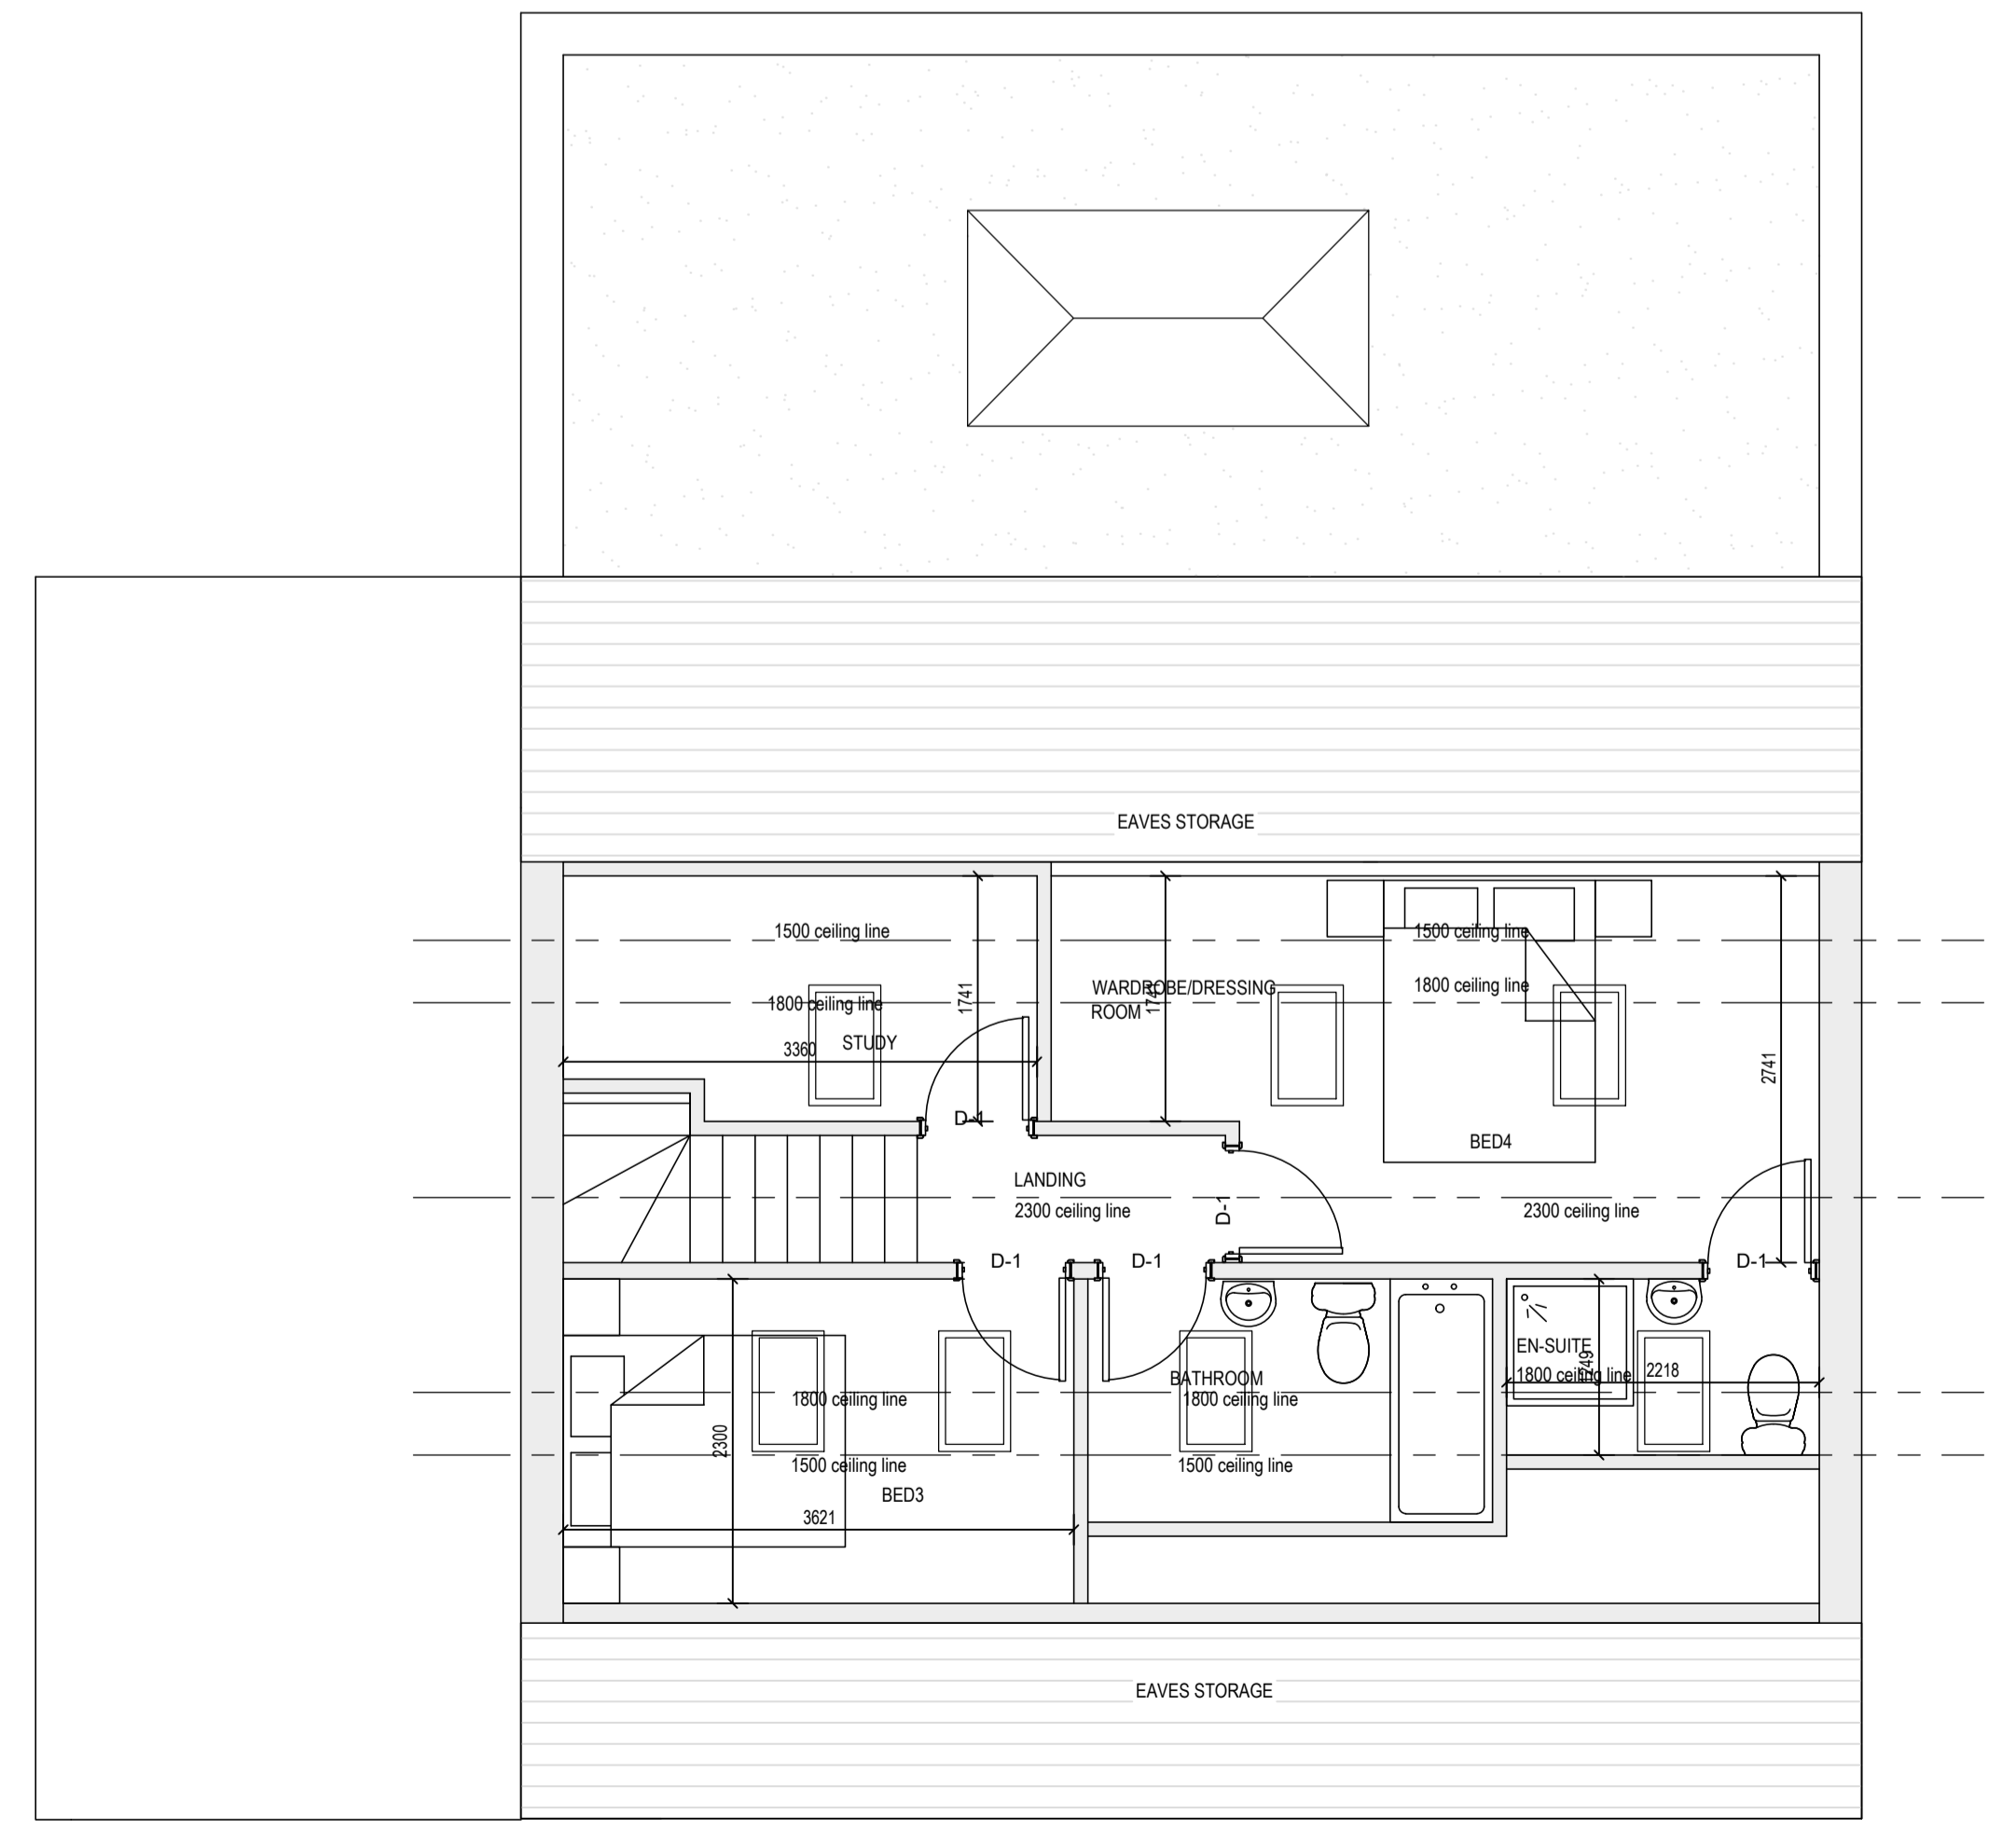 EAVES STORAGE
1500 ceiling line
1500 ceiling line
WARDROBE/DRESSING
ROOM
1741
1741
1800 ceiling line
1800 ceiling line
STUDY
3360
2741
D-1
BED4
LANDING
2300 ceiling line
D-1
2300 ceiling line
D-1
D-1
D-1
EN-SUITE
1800 ceiling line
1249
2218
BATHROOM
1800 ceiling line
1800 ceiling line
2300
1500 ceiling line
1500 ceiling line
BED3
3621
EAVES STORAGE